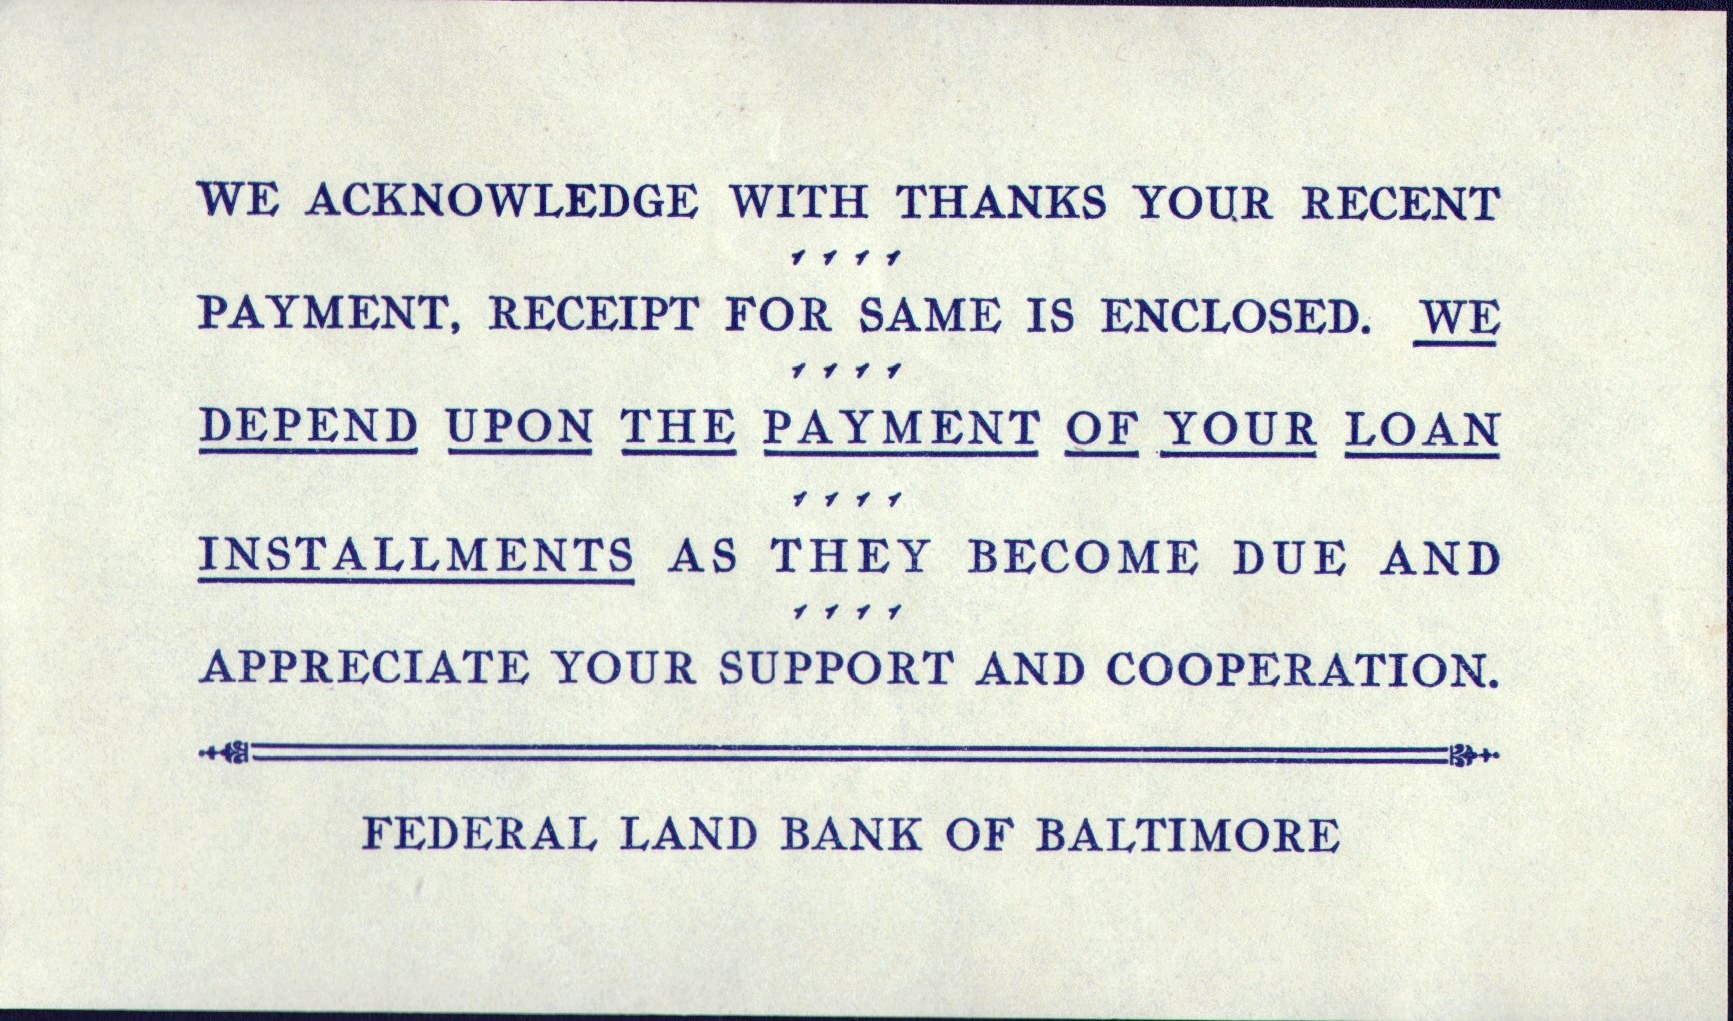 WE ACKNOWLEDGE WITH THANKS YOUR RECENT
PAYMENT, RECEIPT FOR SAME IS ENCLOSED. WE
DEPEND UPON THE PAYMENT OF YOUR LOAN
INSTALLMENTS AS THEY BECOME DUE AND
APPRECIATE YOUR SUPPORT AND COOPERATION.
FEDERAL LAND BANK OF BALTIMORE